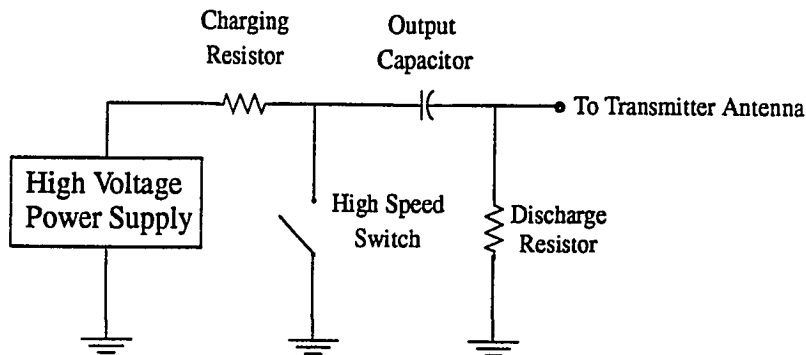 Charging
Resistor
Output
Capacitor
To Transmitter Antenna
High Voltage
Power Supply
High Speed
Switch
Discharge
Resistor